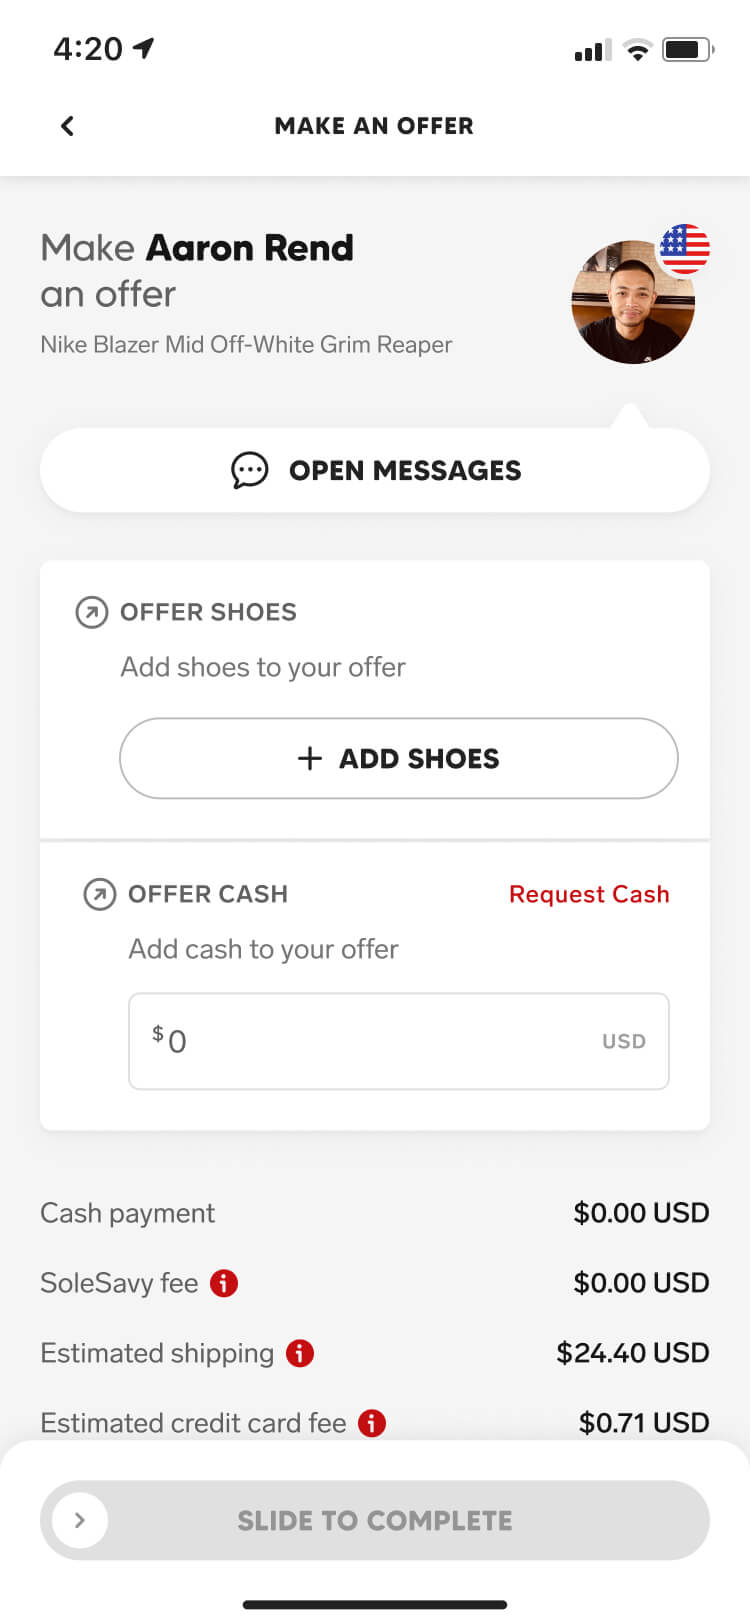 4:20
MAKE AN OFFER
Make Aaron Rend
an offer
Nike Blazer Mid Off-White Grim Reaper
OPEN MESSAGES
OFFER SHOES
Add shoes to your offer
+ ADD SHOES
OFFER CASH
Request Cash
Add cash to your offer
$0
USD
Cash payment
$0.00 USD
SoleSavy fee
$0.00 USD
Estimated shipping
$24.40 USD
Estimated credit card fee
$0.71 USD
SLIDE TO COMPLETE